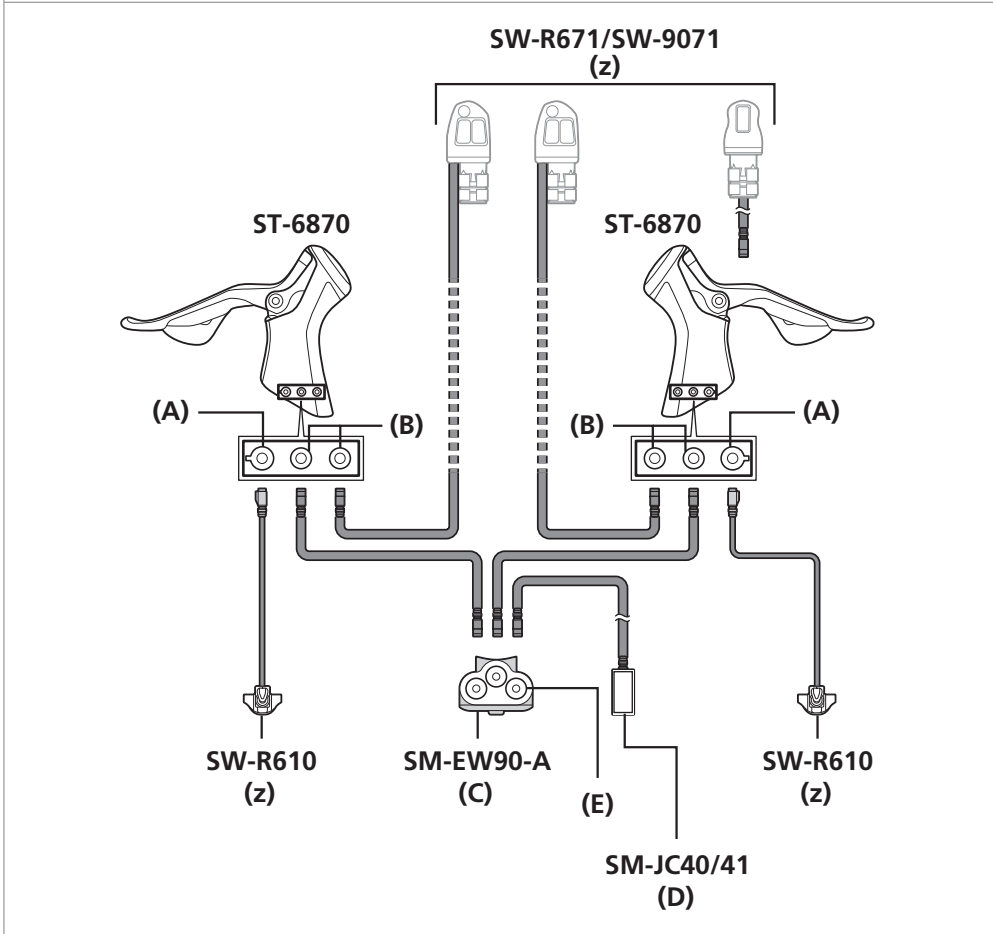 SW-R671/SW-9071
(z)
ST-6870
ST-6870
(A)
(B)
(B)
(A)
SW-R610
(z)
SM-EW90-A
(C)
(E)
SW-R610
(z)
SM-JC40/41
(D)